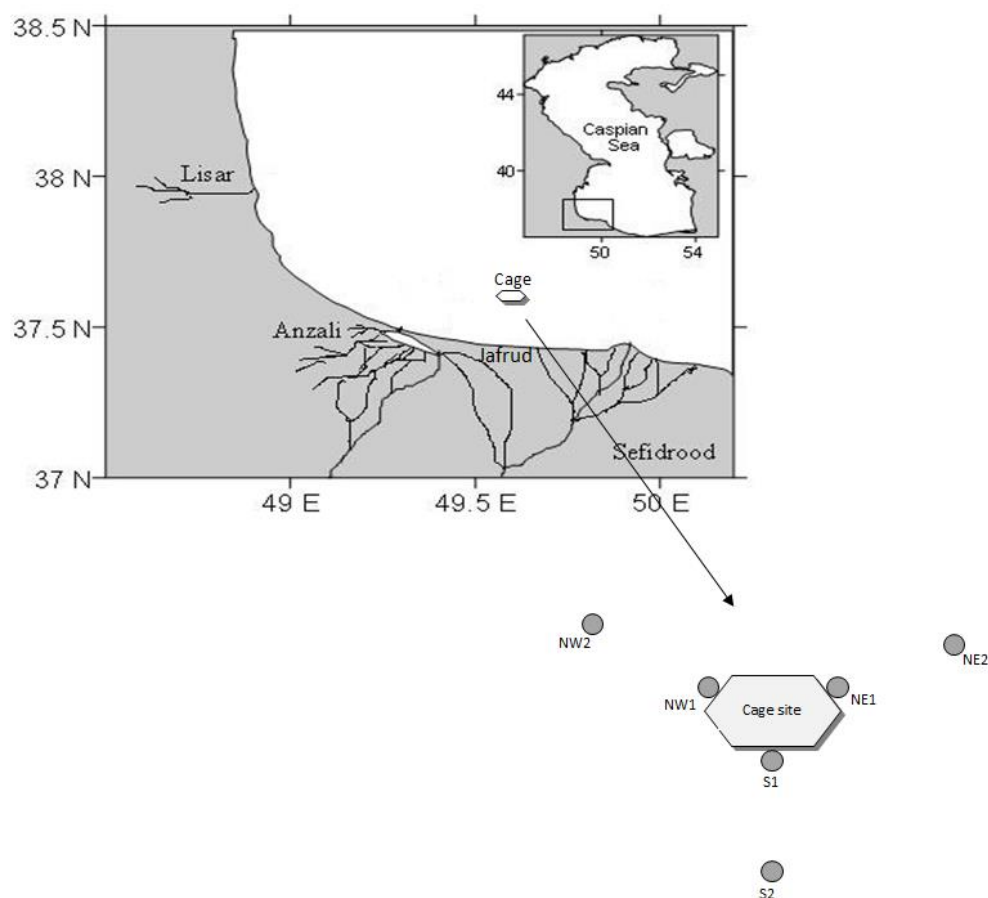 38.5 N
38 N
37.5 N
37 N
49 E
49.5 E
50 E
Lisar
Anzali
Jafrud
Sefidrood
Cage
44
40
Caspian
Sea
50
54
NW2
NE2
NW1
Cage site
NE1
S1
S2